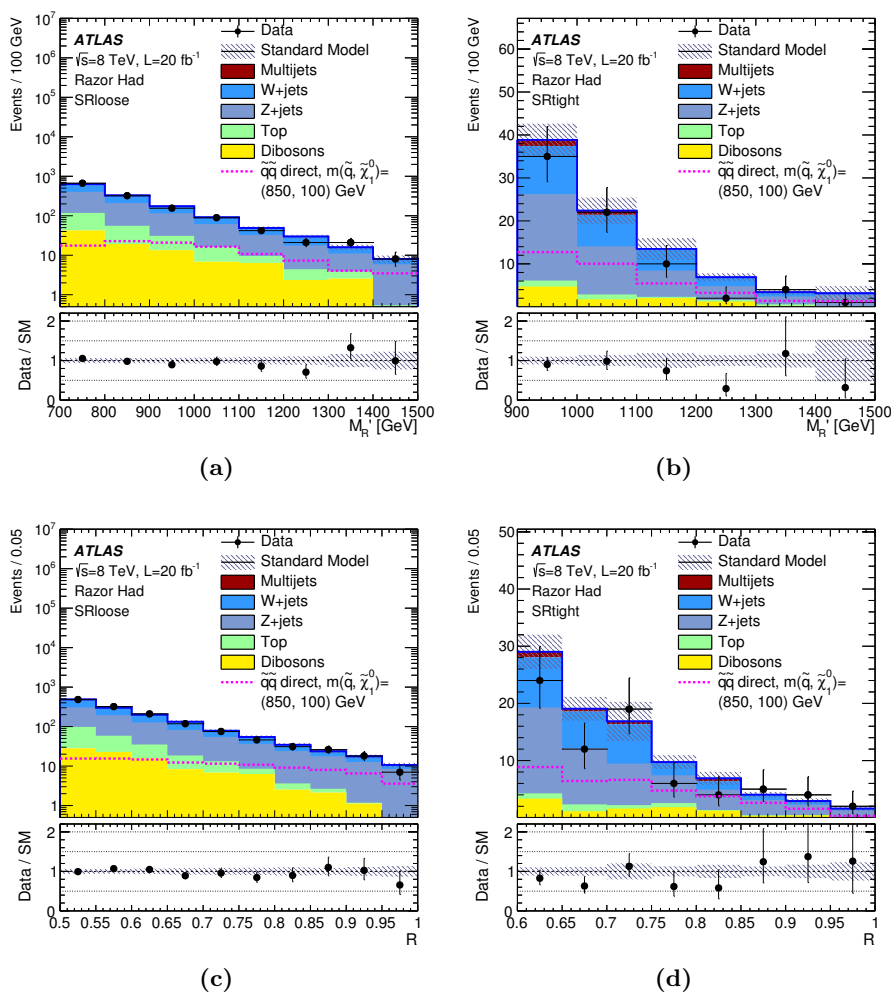 Events / 100 GeV
10⁷
10⁶
10⁵
10⁴
10³
10²
10
1
ATLAS
√s=8 TeV, L=20 fb⁻¹
Razor Had
SRloose
Data
Standard Model
Multijets
W+jets
Z+jets
Top
Dibosons
q̃q̃ direct, m(q̃, χ̃₁⁰)=
(850, 100) GeV
Data / SM
2
1
0
700 800 900 1000 1100 1200 1300 1400 1500
M_R' [GeV]
(a)
Events / 100 GeV
60
50
40
30
20
10
ATLAS
√s=8 TeV, L=20 fb⁻¹
Razor Had
SRtight
Data
Standard Model
Multijets
W+jets
Z+jets
Top
Dibosons
q̃q̃ direct, m(q̃, χ̃₁⁰)=
(850, 100) GeV
Data / SM
2
1
0
900 1000 1100 1200 1300 1400 1500
M_R' [GeV]
(b)
Events / 0.05
10⁷
10⁶
10⁵
10⁴
10³
10²
10
1
ATLAS
√s=8 TeV, L=20 fb⁻¹
Razor Had
SRloose
Data
Standard Model
Multijets
W+jets
Z+jets
Top
Dibosons
q̃q̃ direct, m(q̃, χ̃₁⁰)=
(850, 100) GeV
Data / SM
2
1
0
0.5 0.55 0.6 0.65 0.7 0.75 0.8 0.85 0.9 0.95 1
R
(c)
Events / 0.05
50
40
30
20
10
ATLAS
√s=8 TeV, L=20 fb⁻¹
Razor Had
SRtight
Data
Standard Model
Multijets
W+jets
Z+jets
Top
Dibosons
q̃q̃ direct, m(q̃, χ̃₁⁰)=
(850, 100) GeV
Data / SM
2
1
0
0.6 0.65 0.7 0.75 0.8 0.85 0.9 0.95 1
R
(d)